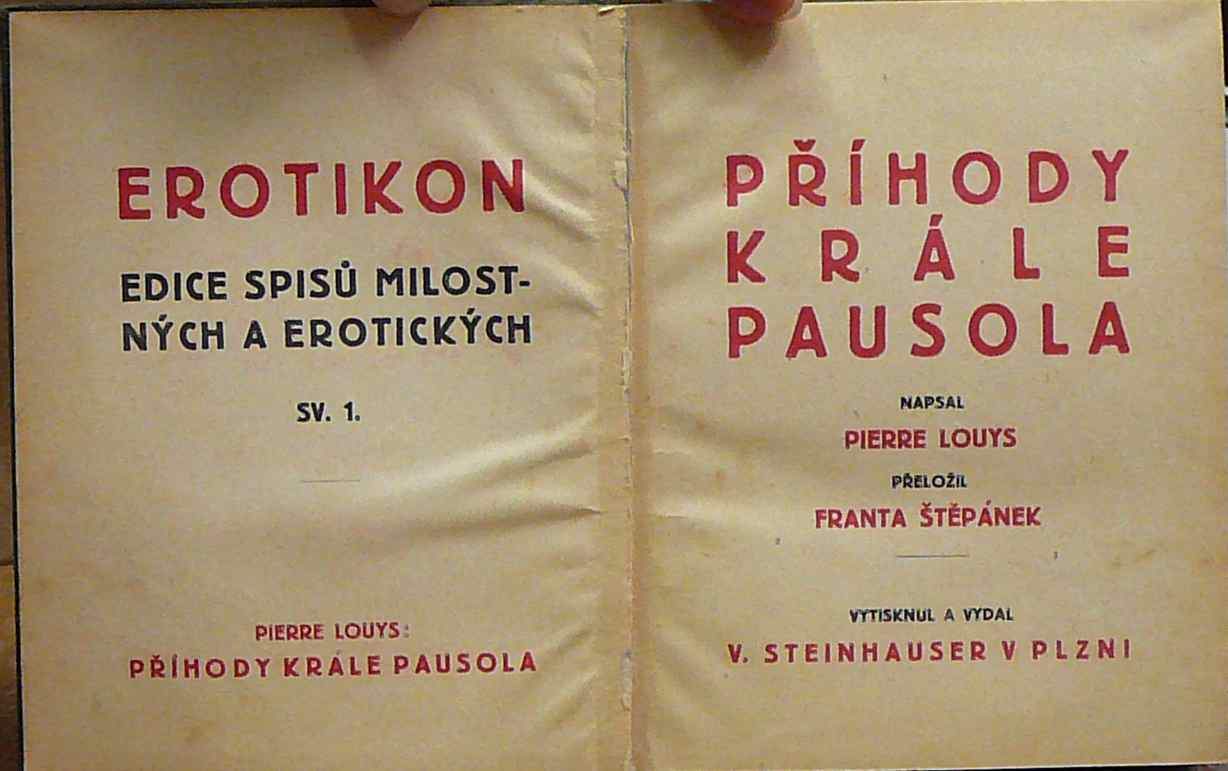 EROTIKON
EDICE SPISŮ MILOST-
NÝCH A EROTICKÝCH
SV. 1.
PIERRE LOUYS:
PŘÍHODY KRÁLE PAUSOLA
PŘÍHODY
KRÁLE
PAUSOLA
NAPSAL
PIERRE LOUYS
PŘELOŽIL
FRANTA ŠTĚPÁNEK
VYTISKNUL A VYDAL
V. STEINHAUSER V PLZNI